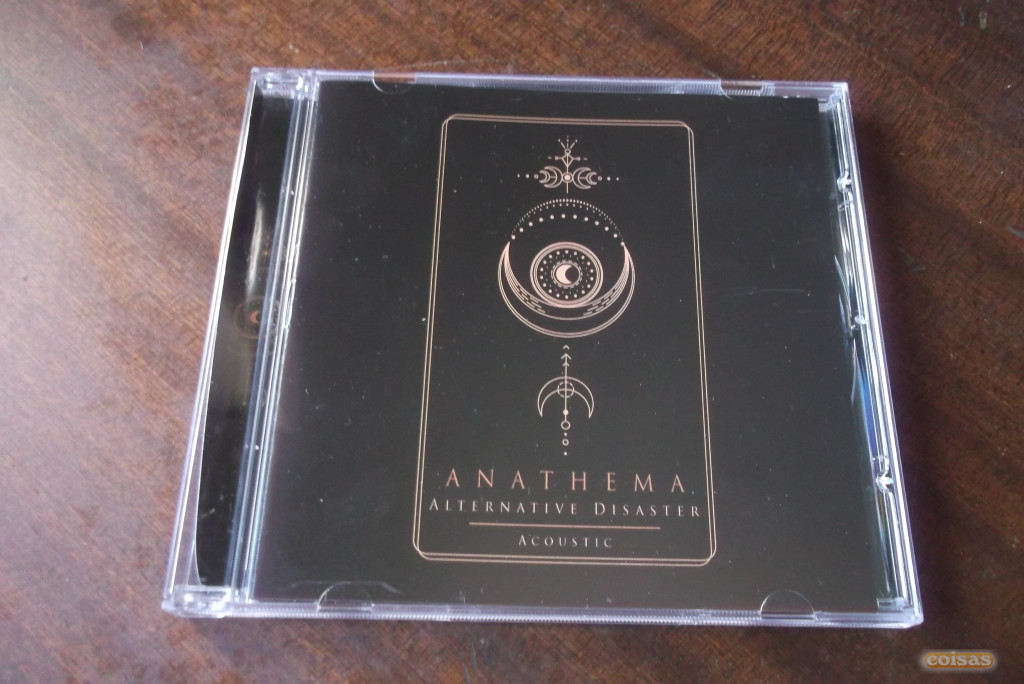 ANATHEMA
ALTERNATIVE DISASTER
ACOUSTIC
coisas